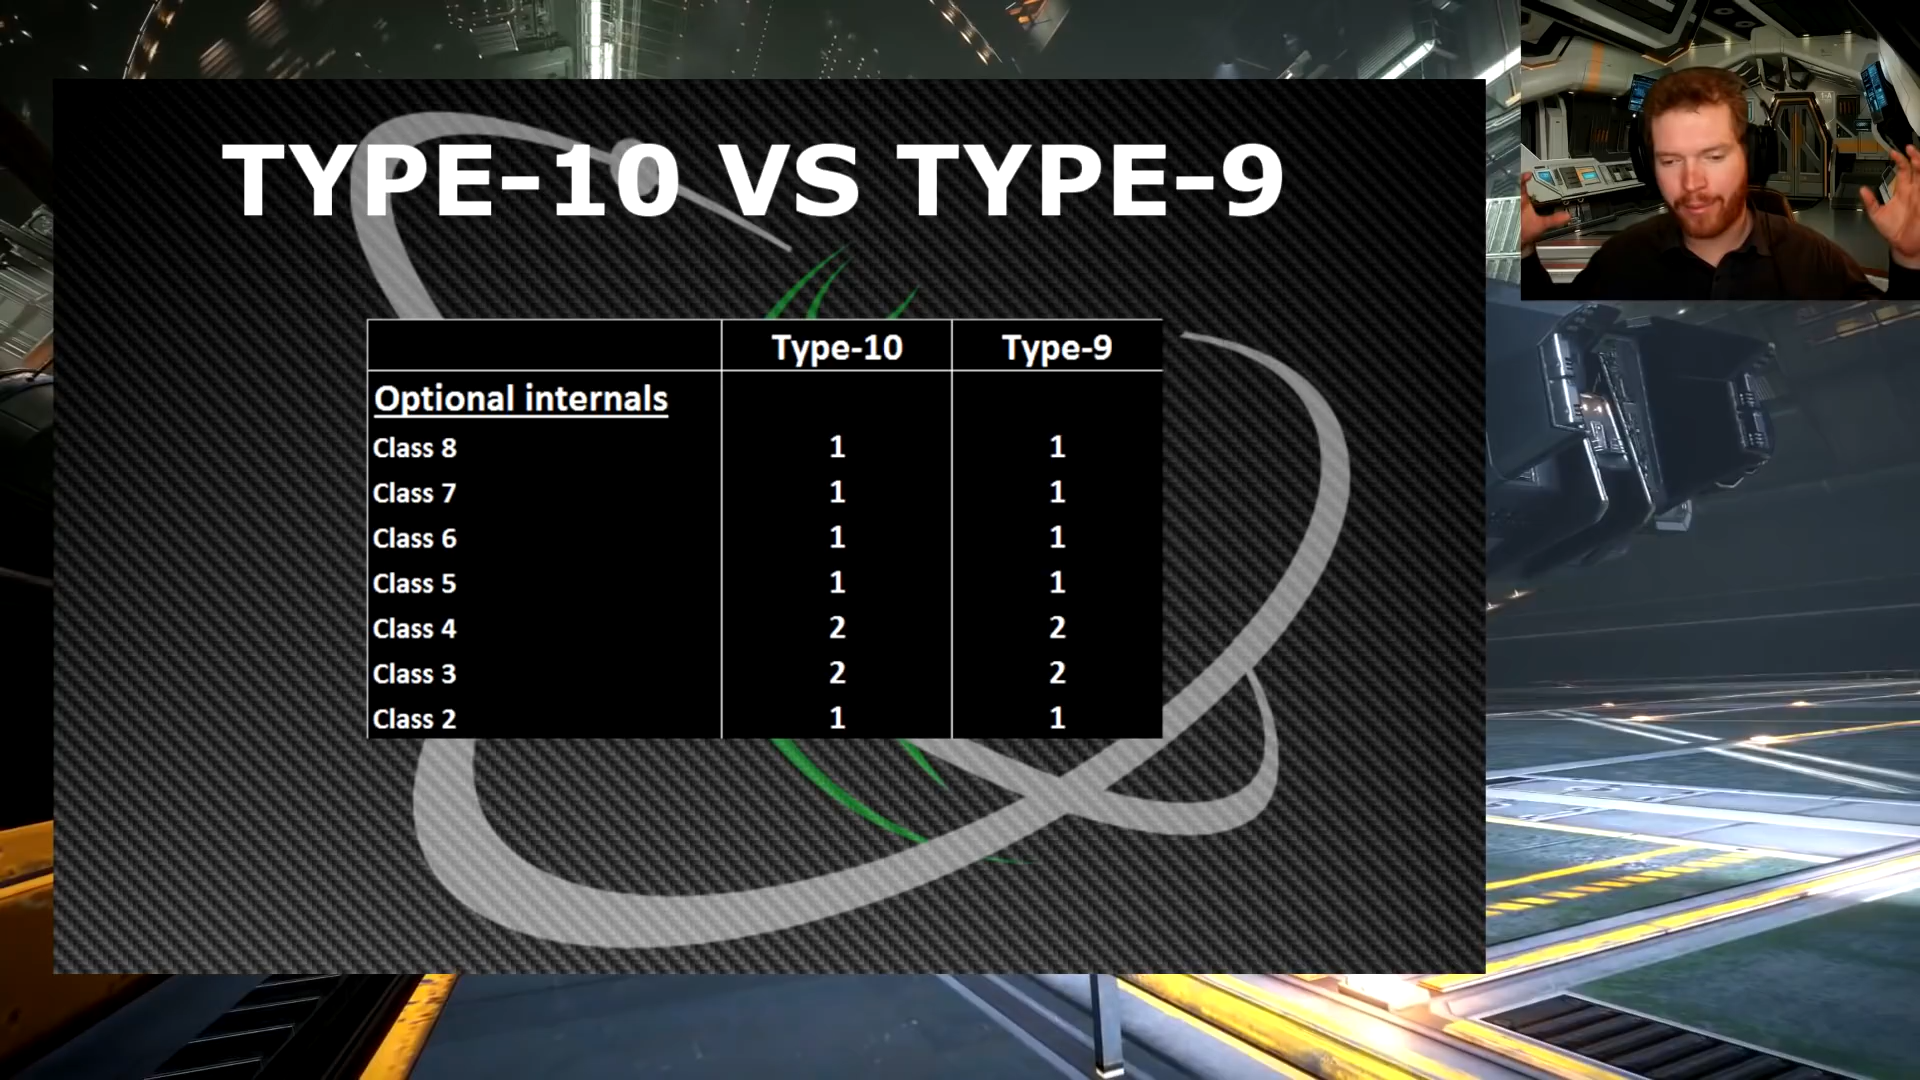 TYPE-10 VS TYPE-9
Type-10 Type-9
Optional internals
Class 8 1 1
Class 7 1 1
Class 6 1 1
Class 5 1 1
Class 4 2 2
Class 3 2 2
Class 2 1 1